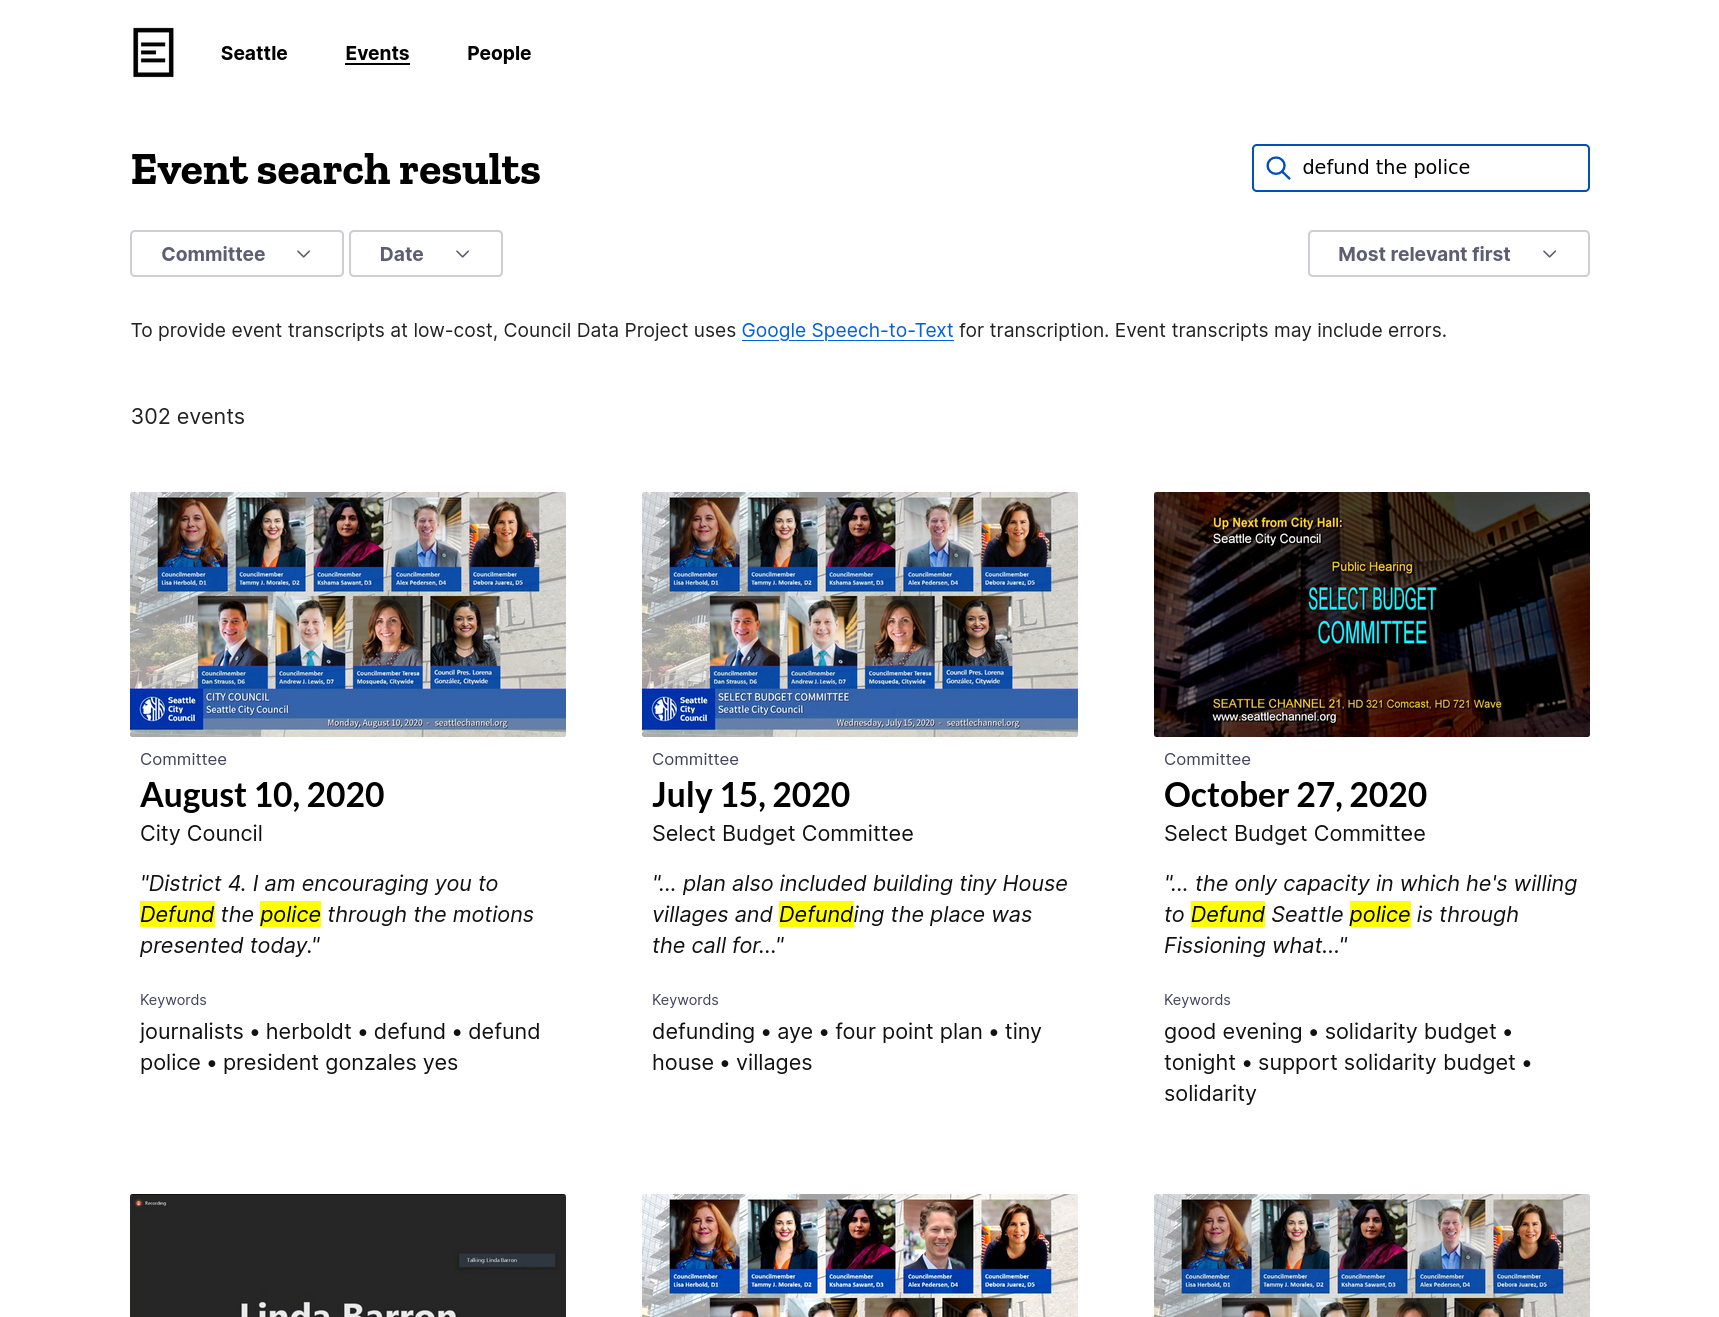 Seattle
Events
People
Event search results
defund the police
Committee
Date
Most relevant first
To provide event transcripts at low-cost, Council Data Project uses Google Speech-to-Text for transcription. Event transcripts may include errors.
302 events
Councilmember
Lisa Herbold, D1
Councilmember
Tammy J. Morales, D2
Councilmember
Kshama Sawant, D3
Councilmember
Alex Pedersen, D4
Councilmember
Debora Juarez, D5
Councilmember
Dan Strauss, D6
Councilmember
Andrew J. Lewis, D7
Councilmember Teresa
Mosqueda, Citywide
Council Pres. Lorena
González, Citywide
Seattle
City
Council
CITY COUNCIL
Seattle City Council
Monday, August 10, 2020 - seattlechannel.org
Committee
August 10, 2020
City Council
"District 4. I am encouraging you to
Defund the police through the motions
presented today."
Keywords
journalists • herboldt • defund • defund
police • president gonzales yes
Councilmember
Lisa Herbold, D1
Councilmember
Tammy J. Morales, D2
Councilmember
Kshama Sawant, D3
Councilmember
Alex Pedersen, D4
Councilmember
Debora Juarez, D5
Councilmember
Dan Strauss, D6
Councilmember
Andrew J. Lewis, D7
Councilmember Teresa
Mosqueda, Citywide
Council Pres. Lorena
González, Citywide
Seattle
City
Council
SELECT BUDGET COMMITTEE
Seattle City Council
Wednesday, July 15, 2020 - seattlechannel.org
Committee
July 15, 2020
Select Budget Committee
"... plan also included building tiny House
villages and Defunding the place was
the call for..."
Keywords
defunding • aye • four point plan • tiny
house • villages
Up Next from City Hall:
Seattle City Council
Public Hearing
SELECT BUDGET
COMMITTEE
SEATTLE CHANNEL 21, HD 321 Comcast, HD 721 Wave
www.seattlechannel.org
Committee
October 27, 2020
Select Budget Committee
"... the only capacity in which he's willing
to Defund Seattle police is through
Fissioning what..."
Keywords
good evening • solidarity budget •
tonight • support solidarity budget •
solidarity
Recording
Talking: Linda Barron
Linda Barron
Councilmember
Lisa Herbold, D1
Councilmember
Tammy J. Morales, D2
Councilmember
Kshama Sawant, D3
Councilmember
Alex Pedersen, D4
Councilmember
Debora Juarez, D5
Councilmember
Lisa Herbold, D1
Councilmember
Tammy J. Morales, D2
Councilmember
Kshama Sawant, D3
Councilmember
Alex Pedersen, D4
Councilmember
Debora Juarez, D5